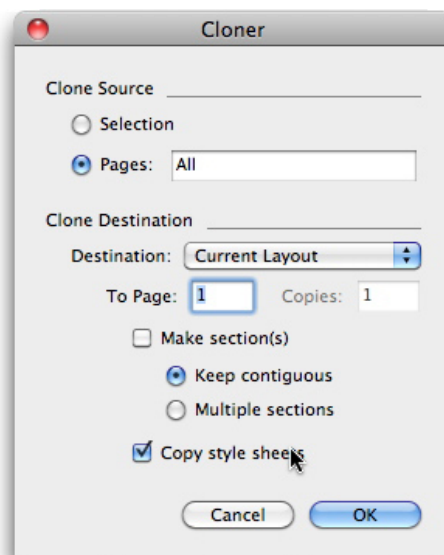 Cloner
Clone Source
Selection
Pages: All
Clone Destination
Destination: Current Layout
To Page: 1 Copies: 1
Make section(s)
Keep contiguous
Multiple sections
Copy style sheets
Cancel OK